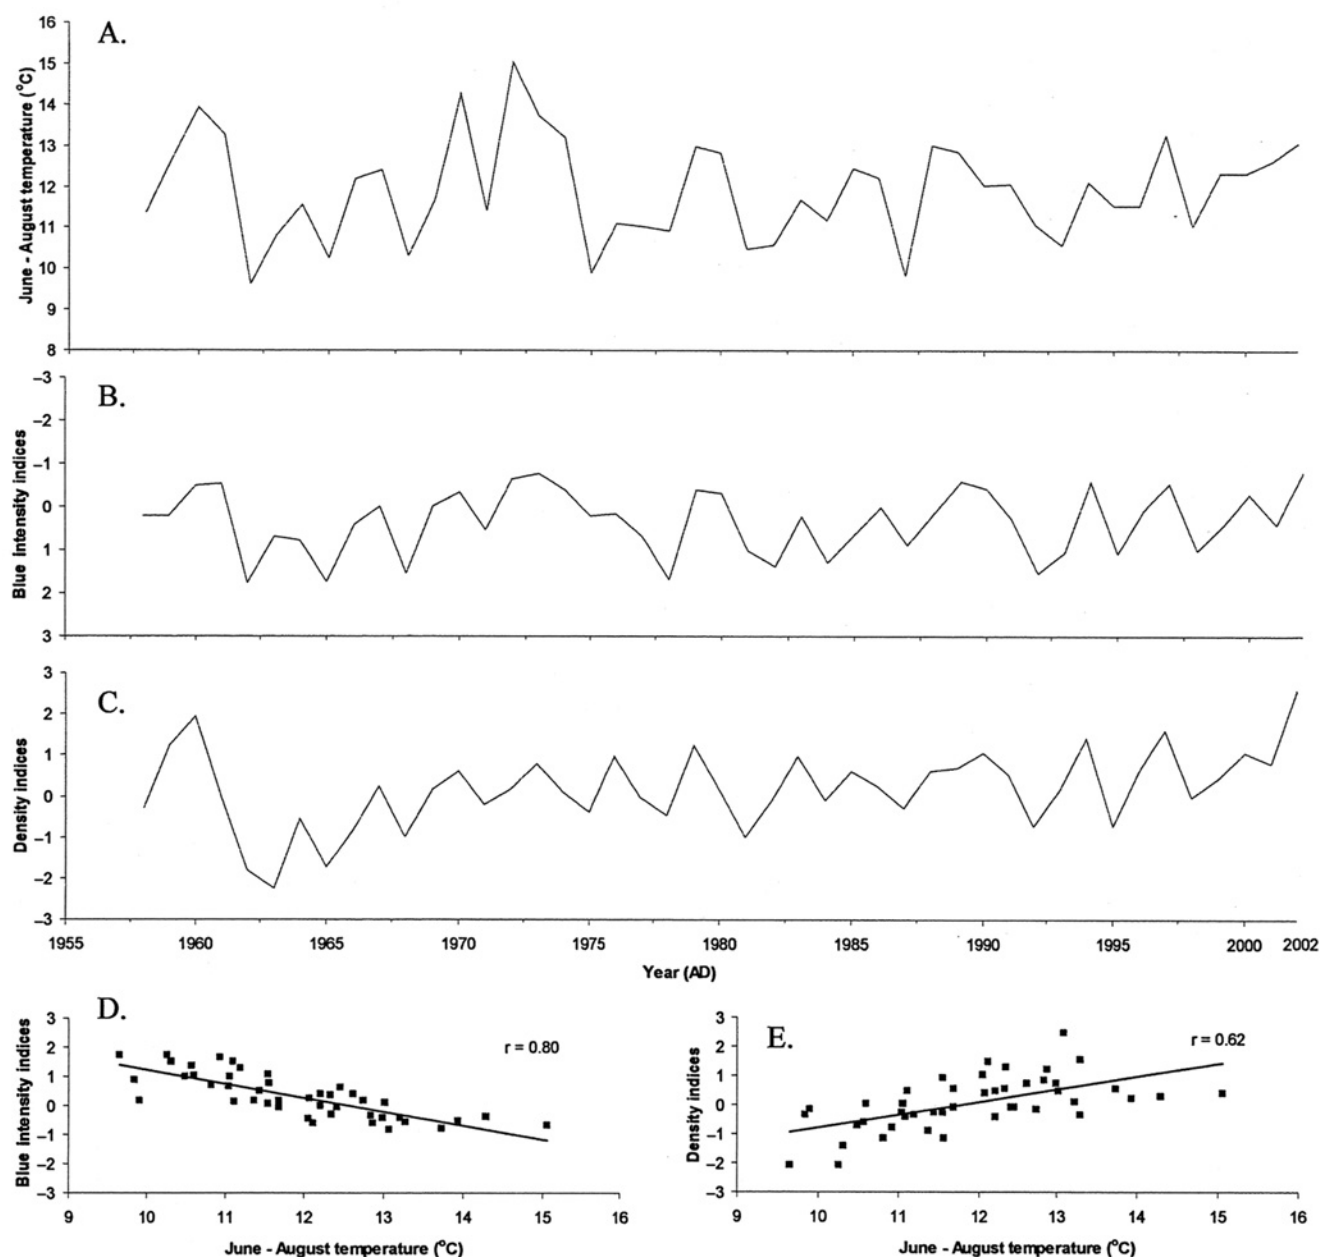 A.
June - August temperature (°C)
16
15
14
13
12
11
10
9
8
B.
Blue intensity indices
–3
–2
–1
0
1
2
3
C.
Density indices
3
2
1
0
–1
–2
–3
1955 1960 1965 1970 1975 1980 1985 1990 1995 2000 2002
Year (AD)
D.
Blue intensity indices
3
2
1
0
–1
–2
–3
r = 0.80
9 10 11 12 13 14 15 16
June - August temperature (°C)
E.
Density indices
3
2
1
0
–1
–2
–3
r = 0.62
9 10 11 12 13 14 15 16
June - August temperature (°C)